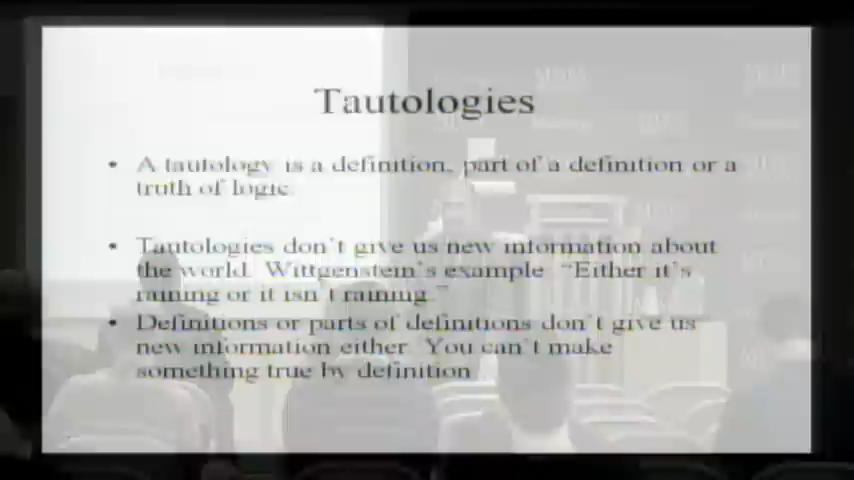 Tautologies
• A tautology is a definition, part of a definition or a
truth of logic.
• Tautologies don't give us new information about
the world. Wittgenstein's example. "Either it's
raining or it isn't raining."
• Definitions or parts of definitions don't give us
new information either. You can't make
something true by definition